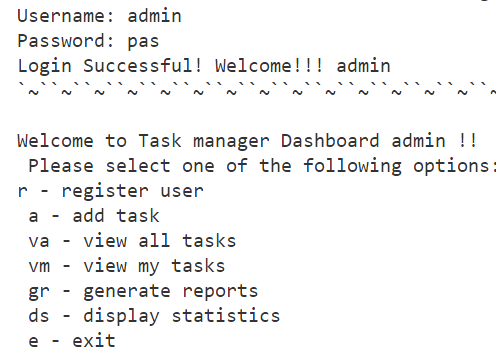 Username: admin
Password: pas
Login Successful! Welcome!!! admin
`~``~``~``~``~``~``~``~``~``~``~``~``~``~``~
Welcome to Task manager Dashboard admin !!
Please select one of the following options:
r - register user
a - add task
va - view all tasks
vm - view my tasks
gr - generate reports
ds - display statistics
e - exit